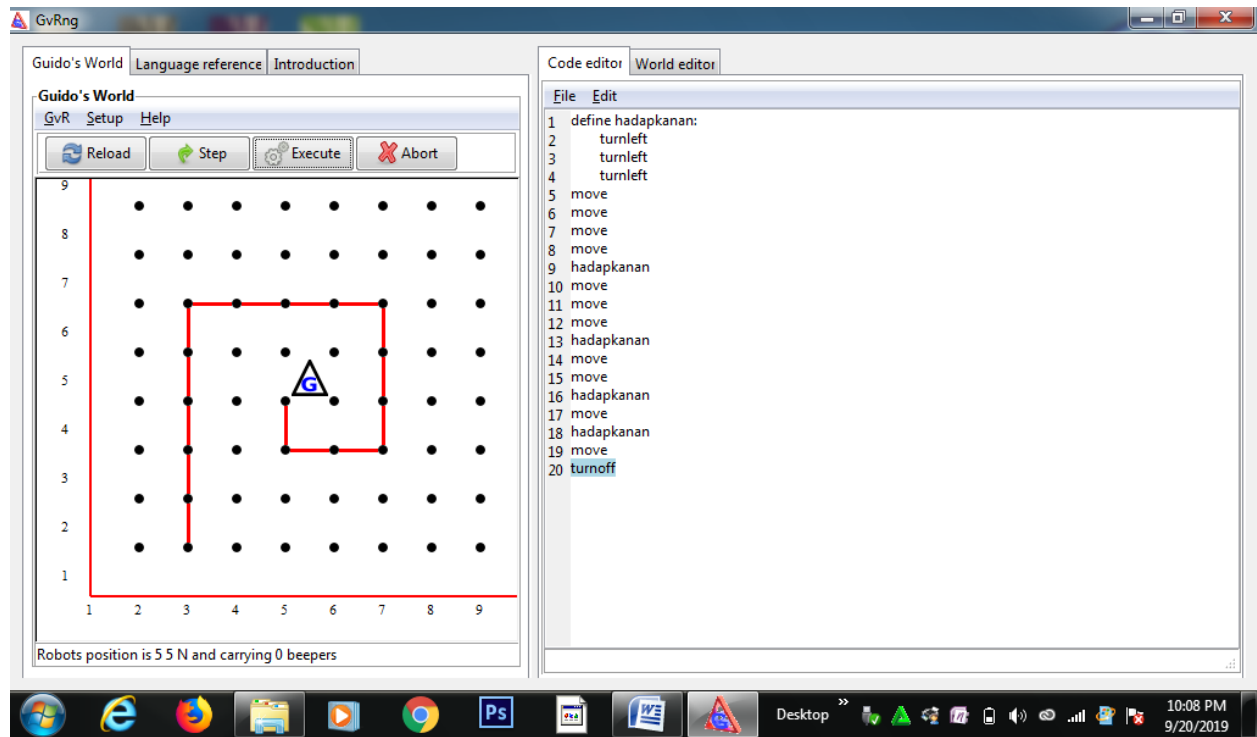 GvRng
Guido's World Language reference Introduction
Guido's World
GvR Setup Help
Reload Step Execute Abort
9
8
7
6
5
4
3
2
1
1 2 3 4 5 6 7 8 9
G
Robots position is 5 5 N and carrying 0 beepers
Code editor World editor
File Edit
1 define hadapkanan:
2 turnleft
3 turnleft
4 turnleft
5 move
6 move
7 move
8 move
9 hadapkanan
10 move
11 move
12 move
13 hadapkanan
14 move
15 move
16 hadapkanan
17 move
18 hadapkanan
19 move
20 turnoff
Ps
Desktop »
10:08 PM
9/20/2019